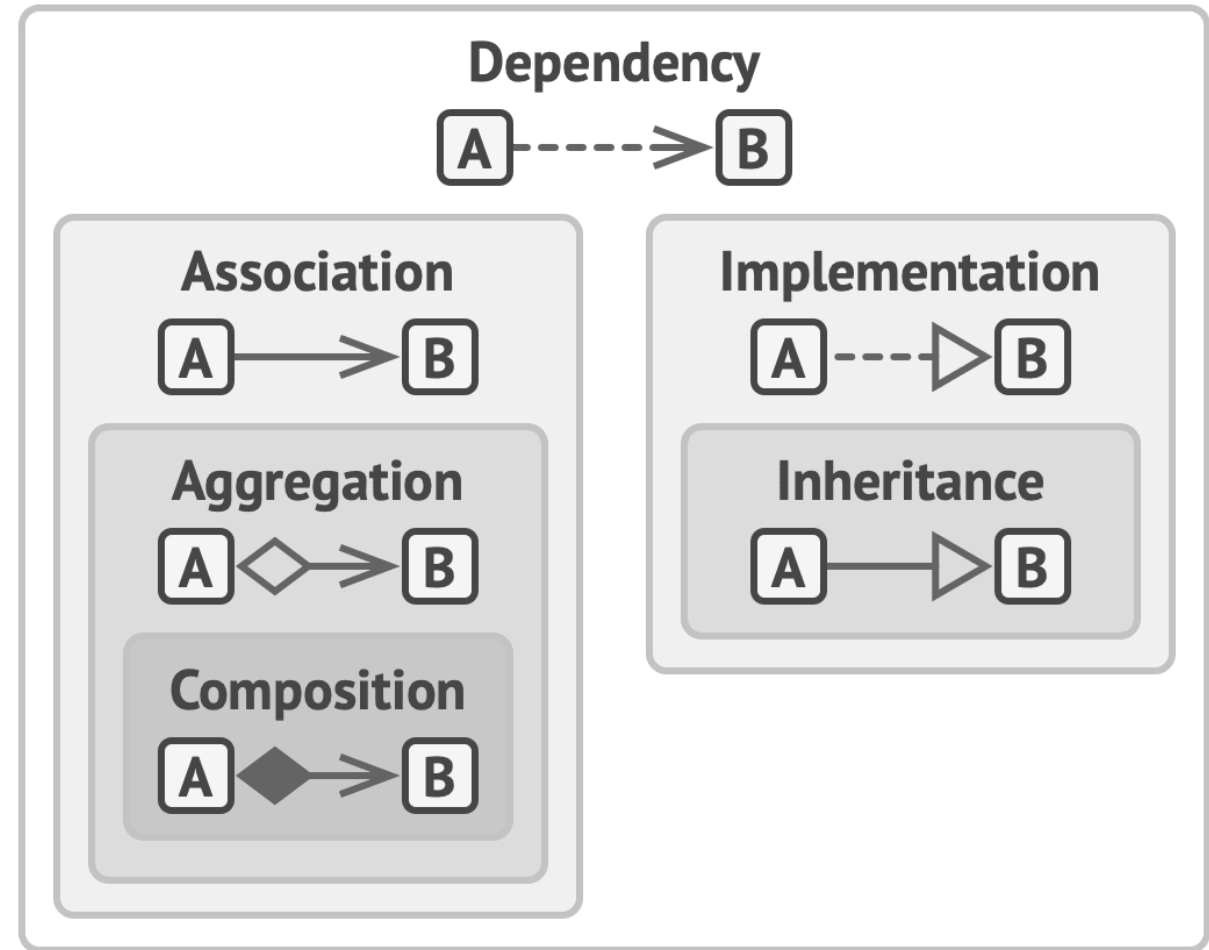 Dependency
A B
Association
A B
Aggregation
A B
Composition
A B
Implementation
A B
Inheritance
A B